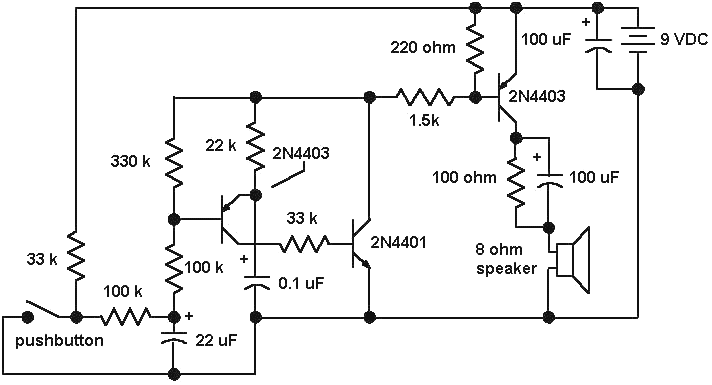 +
220 ohm
100 uF
9 VDC
2N4403
1.5k
22 k
2N4403
330 k
+
100 ohm
100 uF
33 k
2N4401
8 ohm
speaker
33 k
100 k
+
0.1 uF
100 k
+
pushbutton
22 uF